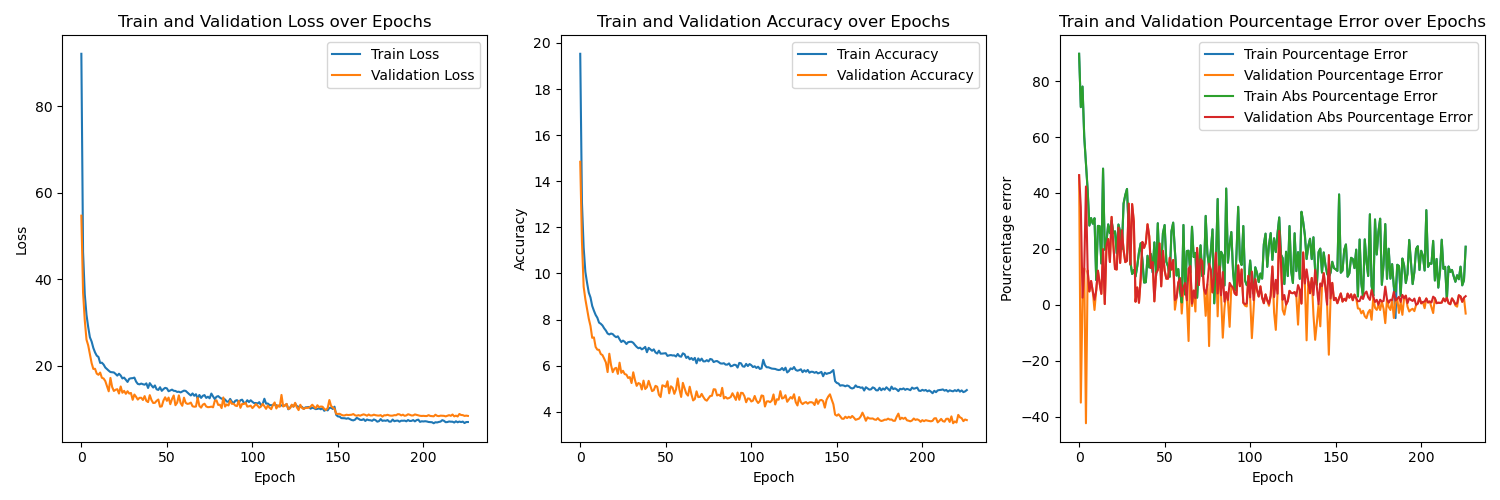 Train and Validation Loss over Epochs
Train Loss
Validation Loss
Loss
80
60
40
20
0
50
100
150
200
Epoch
Train and Validation Accuracy over Epochs
Train Accuracy
Validation Accuracy
Accuracy
20
18
16
14
12
10
8
6
4
0
50
100
150
200
Epoch
Train and Validation Pourcentage Error over Epochs
Train Pourcentage Error
Validation Pourcentage Error
Train Abs Pourcentage Error
Validation Abs Pourcentage Error
Pourcentage error
80
60
40
20
0
−20
−40
0
50
100
150
200
Epoch